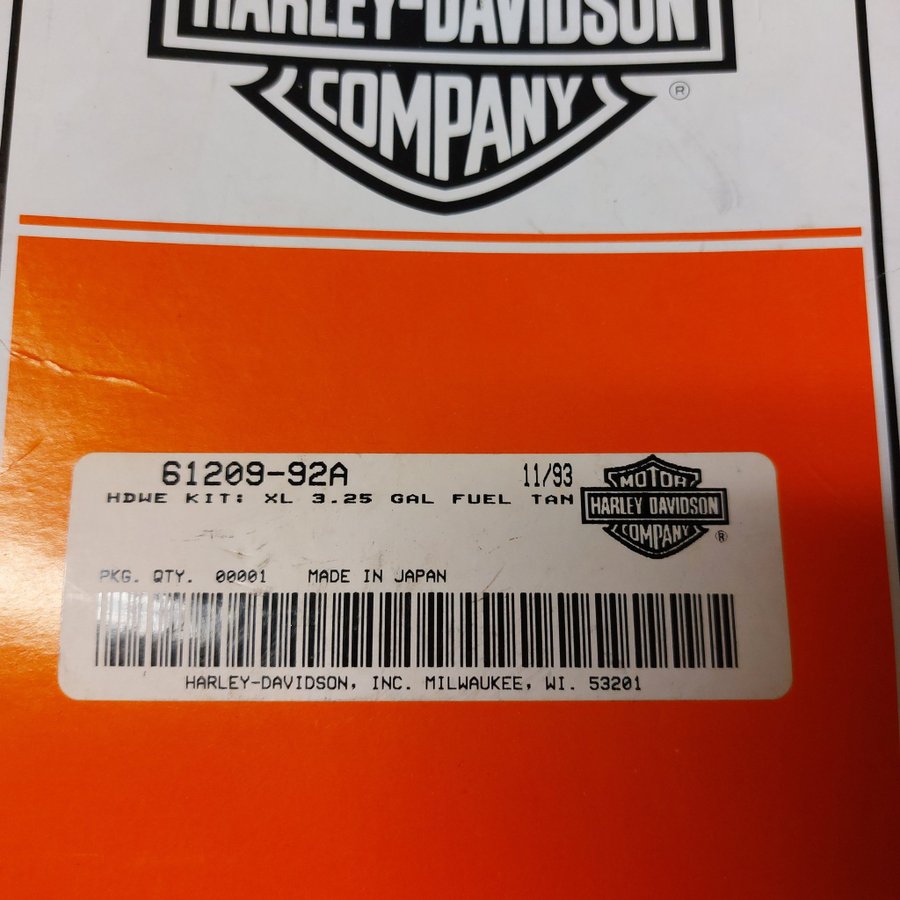 HARLEY-DAVIDSON
COMPANY
®
61209-92A 11/93
HDWE KIT: XL 3.25 GAL FUEL TAN
MOTOR
HARLEY DAVIDSON
COMPANY
®
PKG. QTY. 00001 MADE IN JAPAN
HARLEY-DAVIDSON, INC. MILWAUKEE, WI. 53201